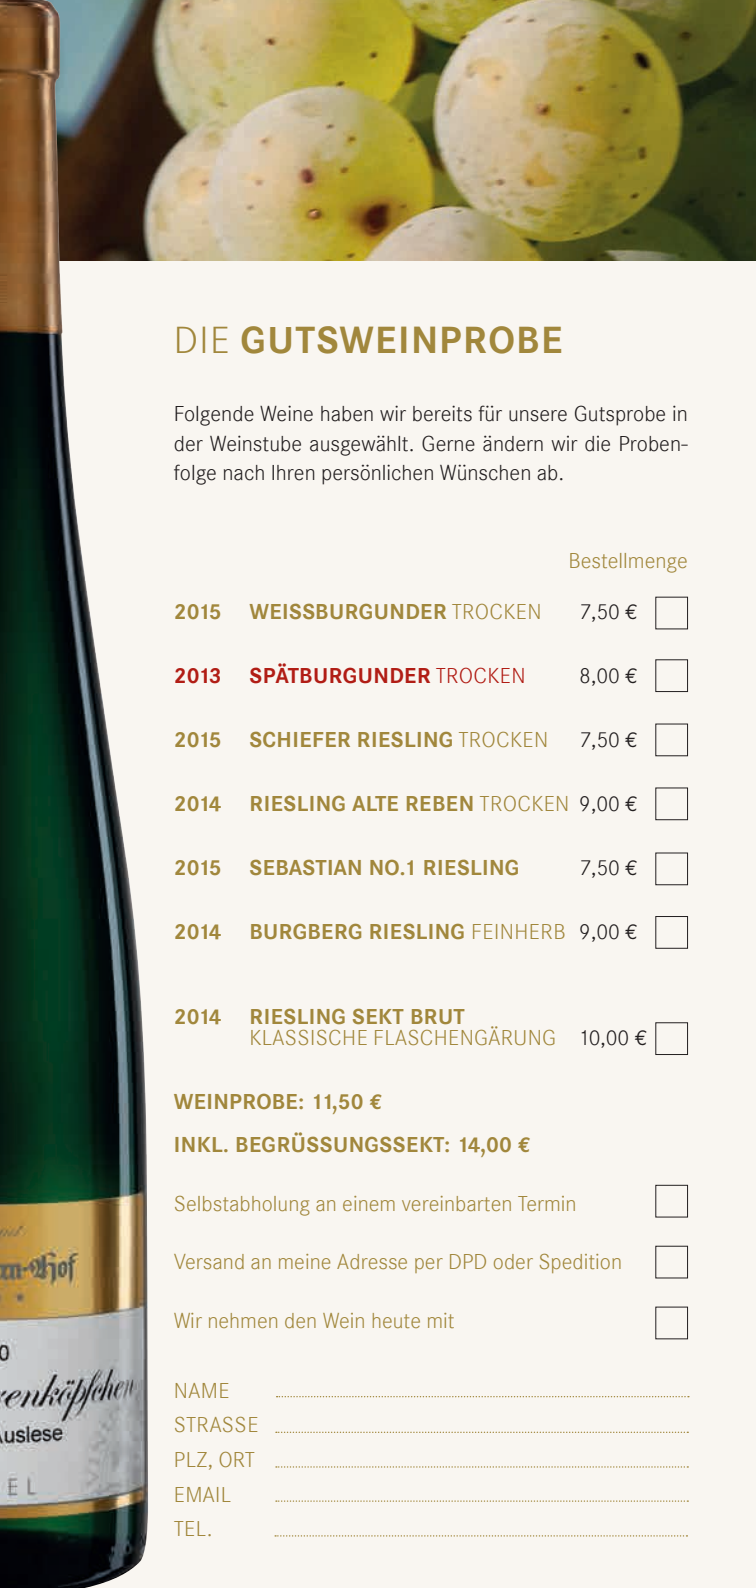 DIE GUTSWEINPROBE
Folgende Weine haben wir bereits für unsere Gutsprobe in
der Weinstube ausgewählt. Gerne ändern wir die Proben-
folge nach Ihren persönlichen Wünschen ab.
Bestellmenge
2015 WEISSBURGUNDER TROCKEN 7,50 €
2013 SPÄTBURGUNDER TROCKEN 8,00 €
2015 SCHIEFER RIESLING TROCKEN 7,50 €
2014 RIESLING ALTE REBEN TROCKEN 9,00 €
2015 SEBASTIAN NO.1 RIESLING 7,50 €
2014 BURGBERG RIESLING FEINHERB 9,00 €
2014 RIESLING SEKT BRUT
KLASSISCHE FLASCHENGÄRUNG 10,00 €
WEINPROBE: 11,50 €
INKL. BEGRÜSSUNGSSEKT: 14,00 €
Selbstabholung an einem vereinbarten Termin
Versand an meine Adresse per DPD oder Spedition
Wir nehmen den Wein heute mit
NAME
STRASSE
PLZ, ORT
EMAIL
TEL.
-Hof
0
renköpfchen
Auslese
EL